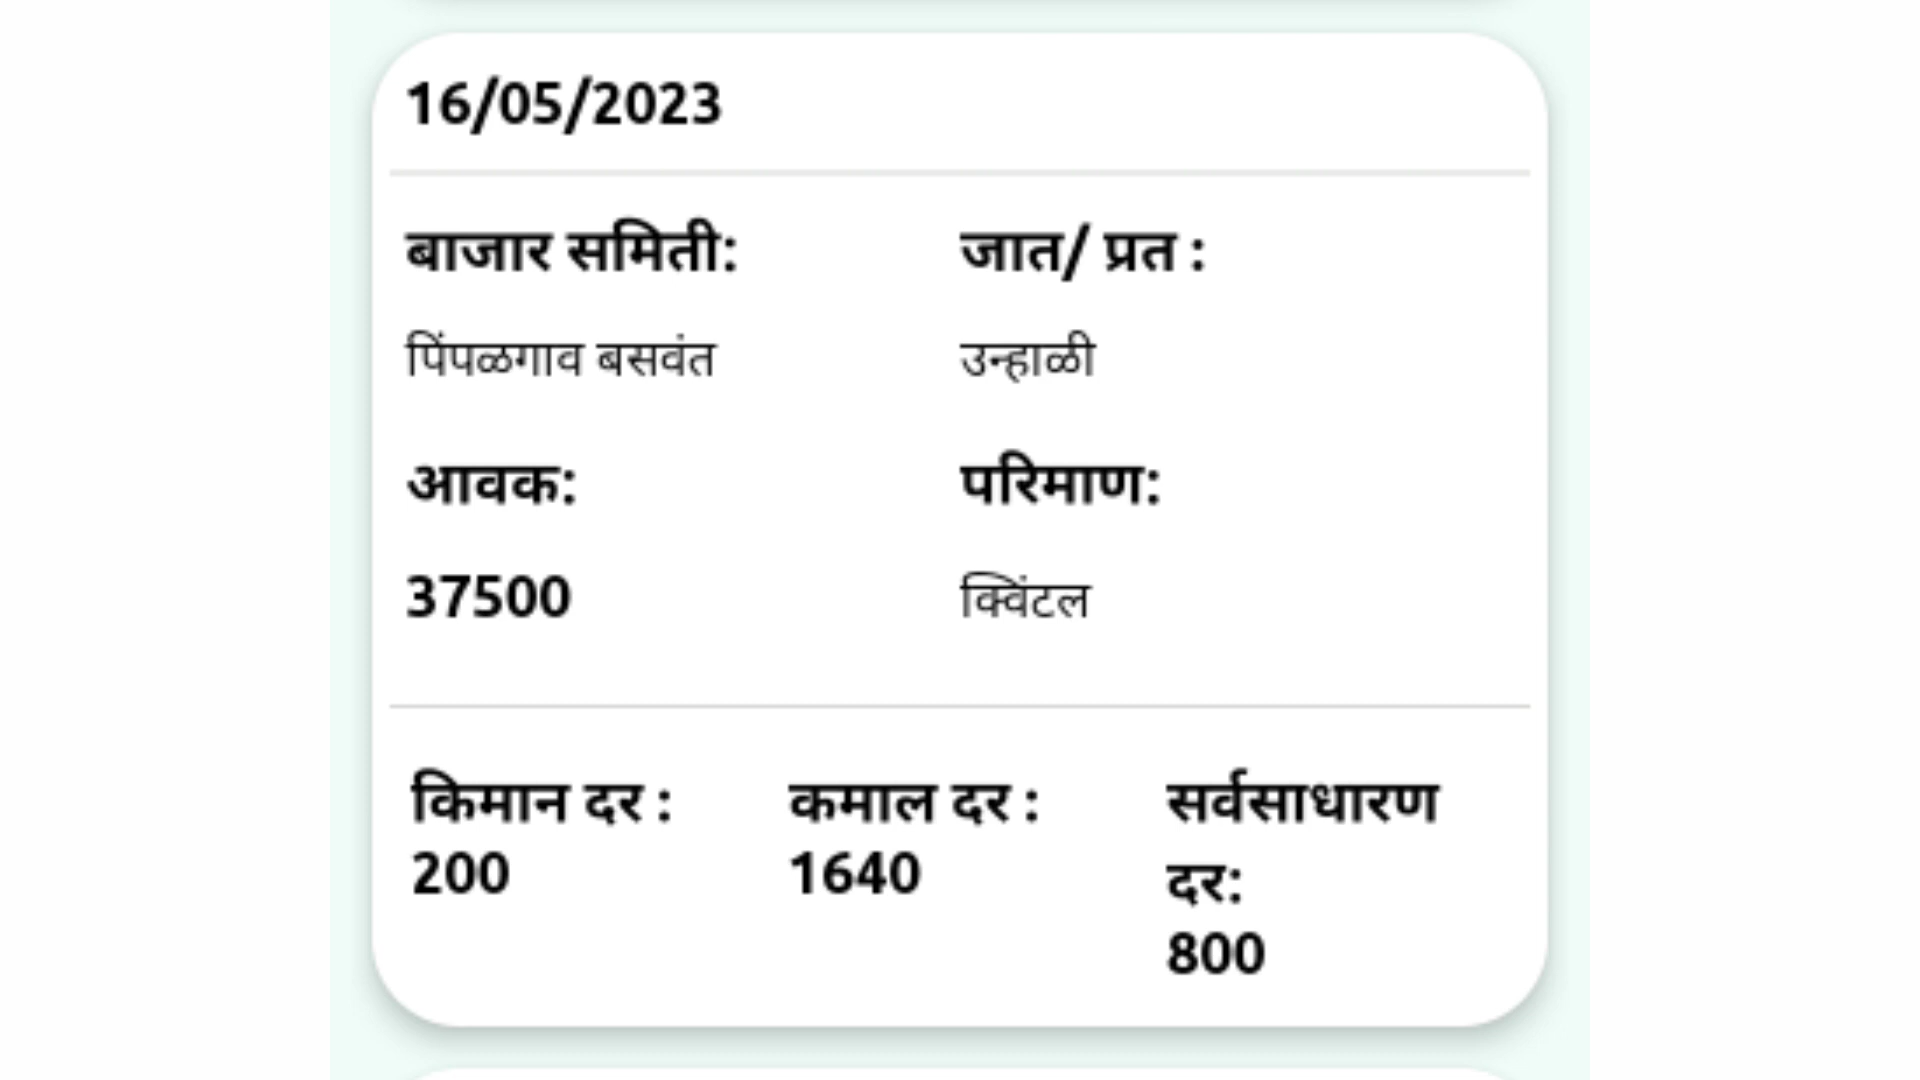 16/05/2023
बाजार समिती: जात/ प्रत :
पिंपळगाव बसवंत उन्हाळी
आवक: परिमाण:
37500 क्विंटल
किमान दर : कमाल दर : सर्वसाधारण
200 1640 दर:
800